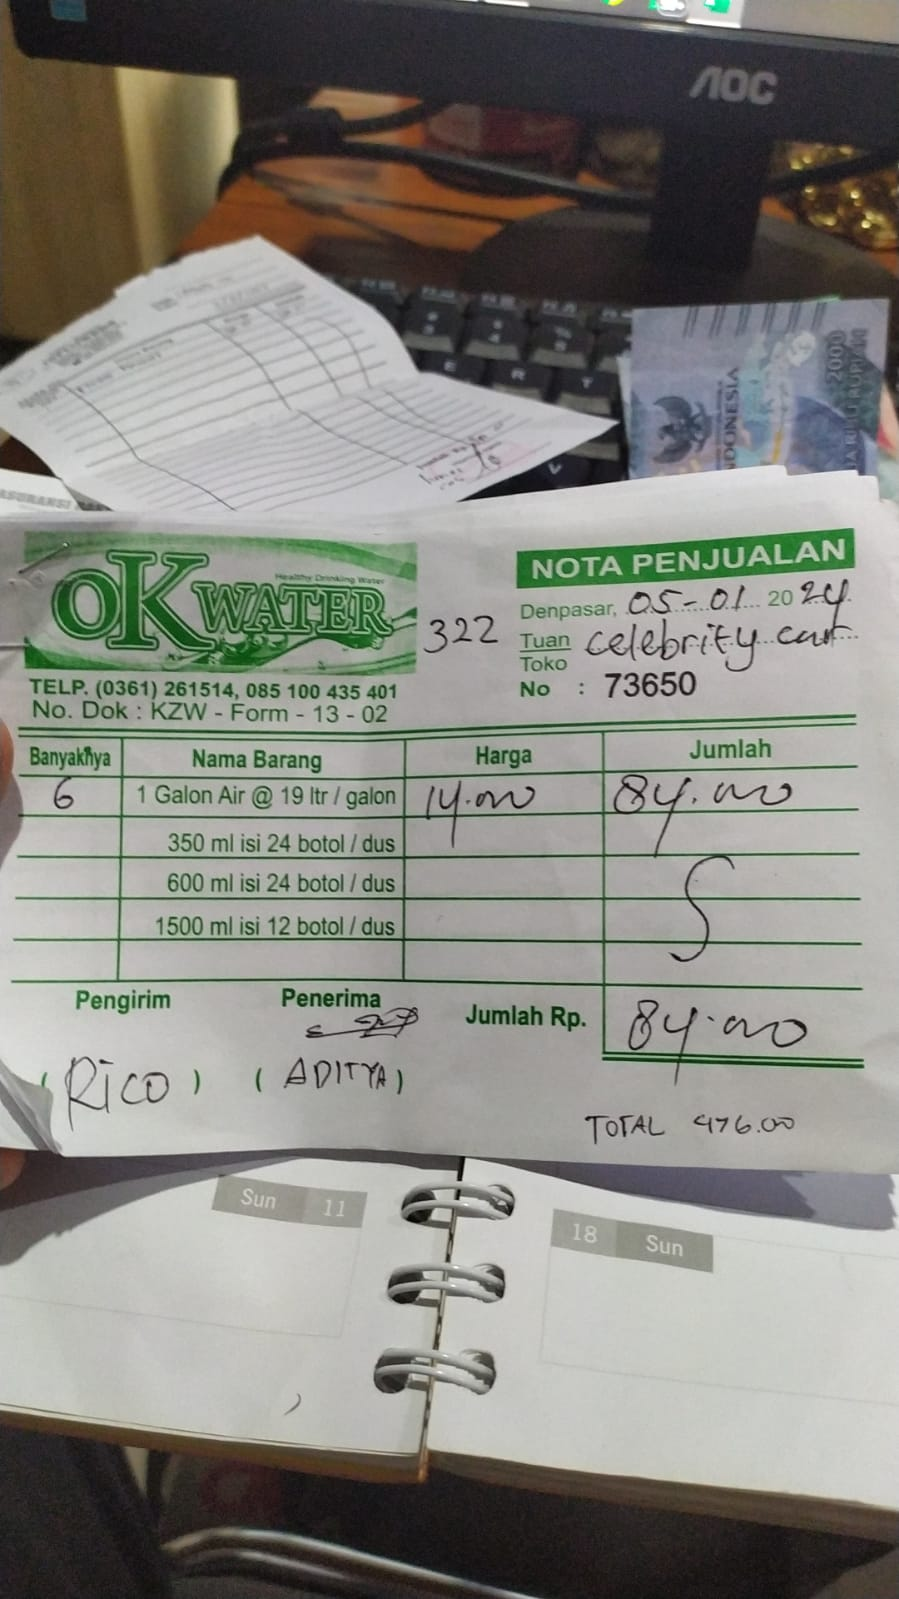 AOC
INDONESIA
2000
ASURANSI
OK WATER
Healthy Drinking Water
322
TELP. (0361) 261514, 085 100 435 401
No. Dok : KZW - Form - 13 - 02
NOTA PENJUALAN
Denpasar, 05-01 2024
Tuan celebrity
Toko
No : 73650
Banyaknya Nama Barang Harga Jumlah
6 1 Galon Air @ 19 ltr / galon 14.000 84.000
350 ml isi 24 botol / dus
600 ml isi 24 botol / dus
1500 ml isi 12 botol / dus
Pengirim Penerima Jumlah Rp. 84.000
(RICO) (ADITYA)
TOTAL 476.00
Sun 11
18 Sun